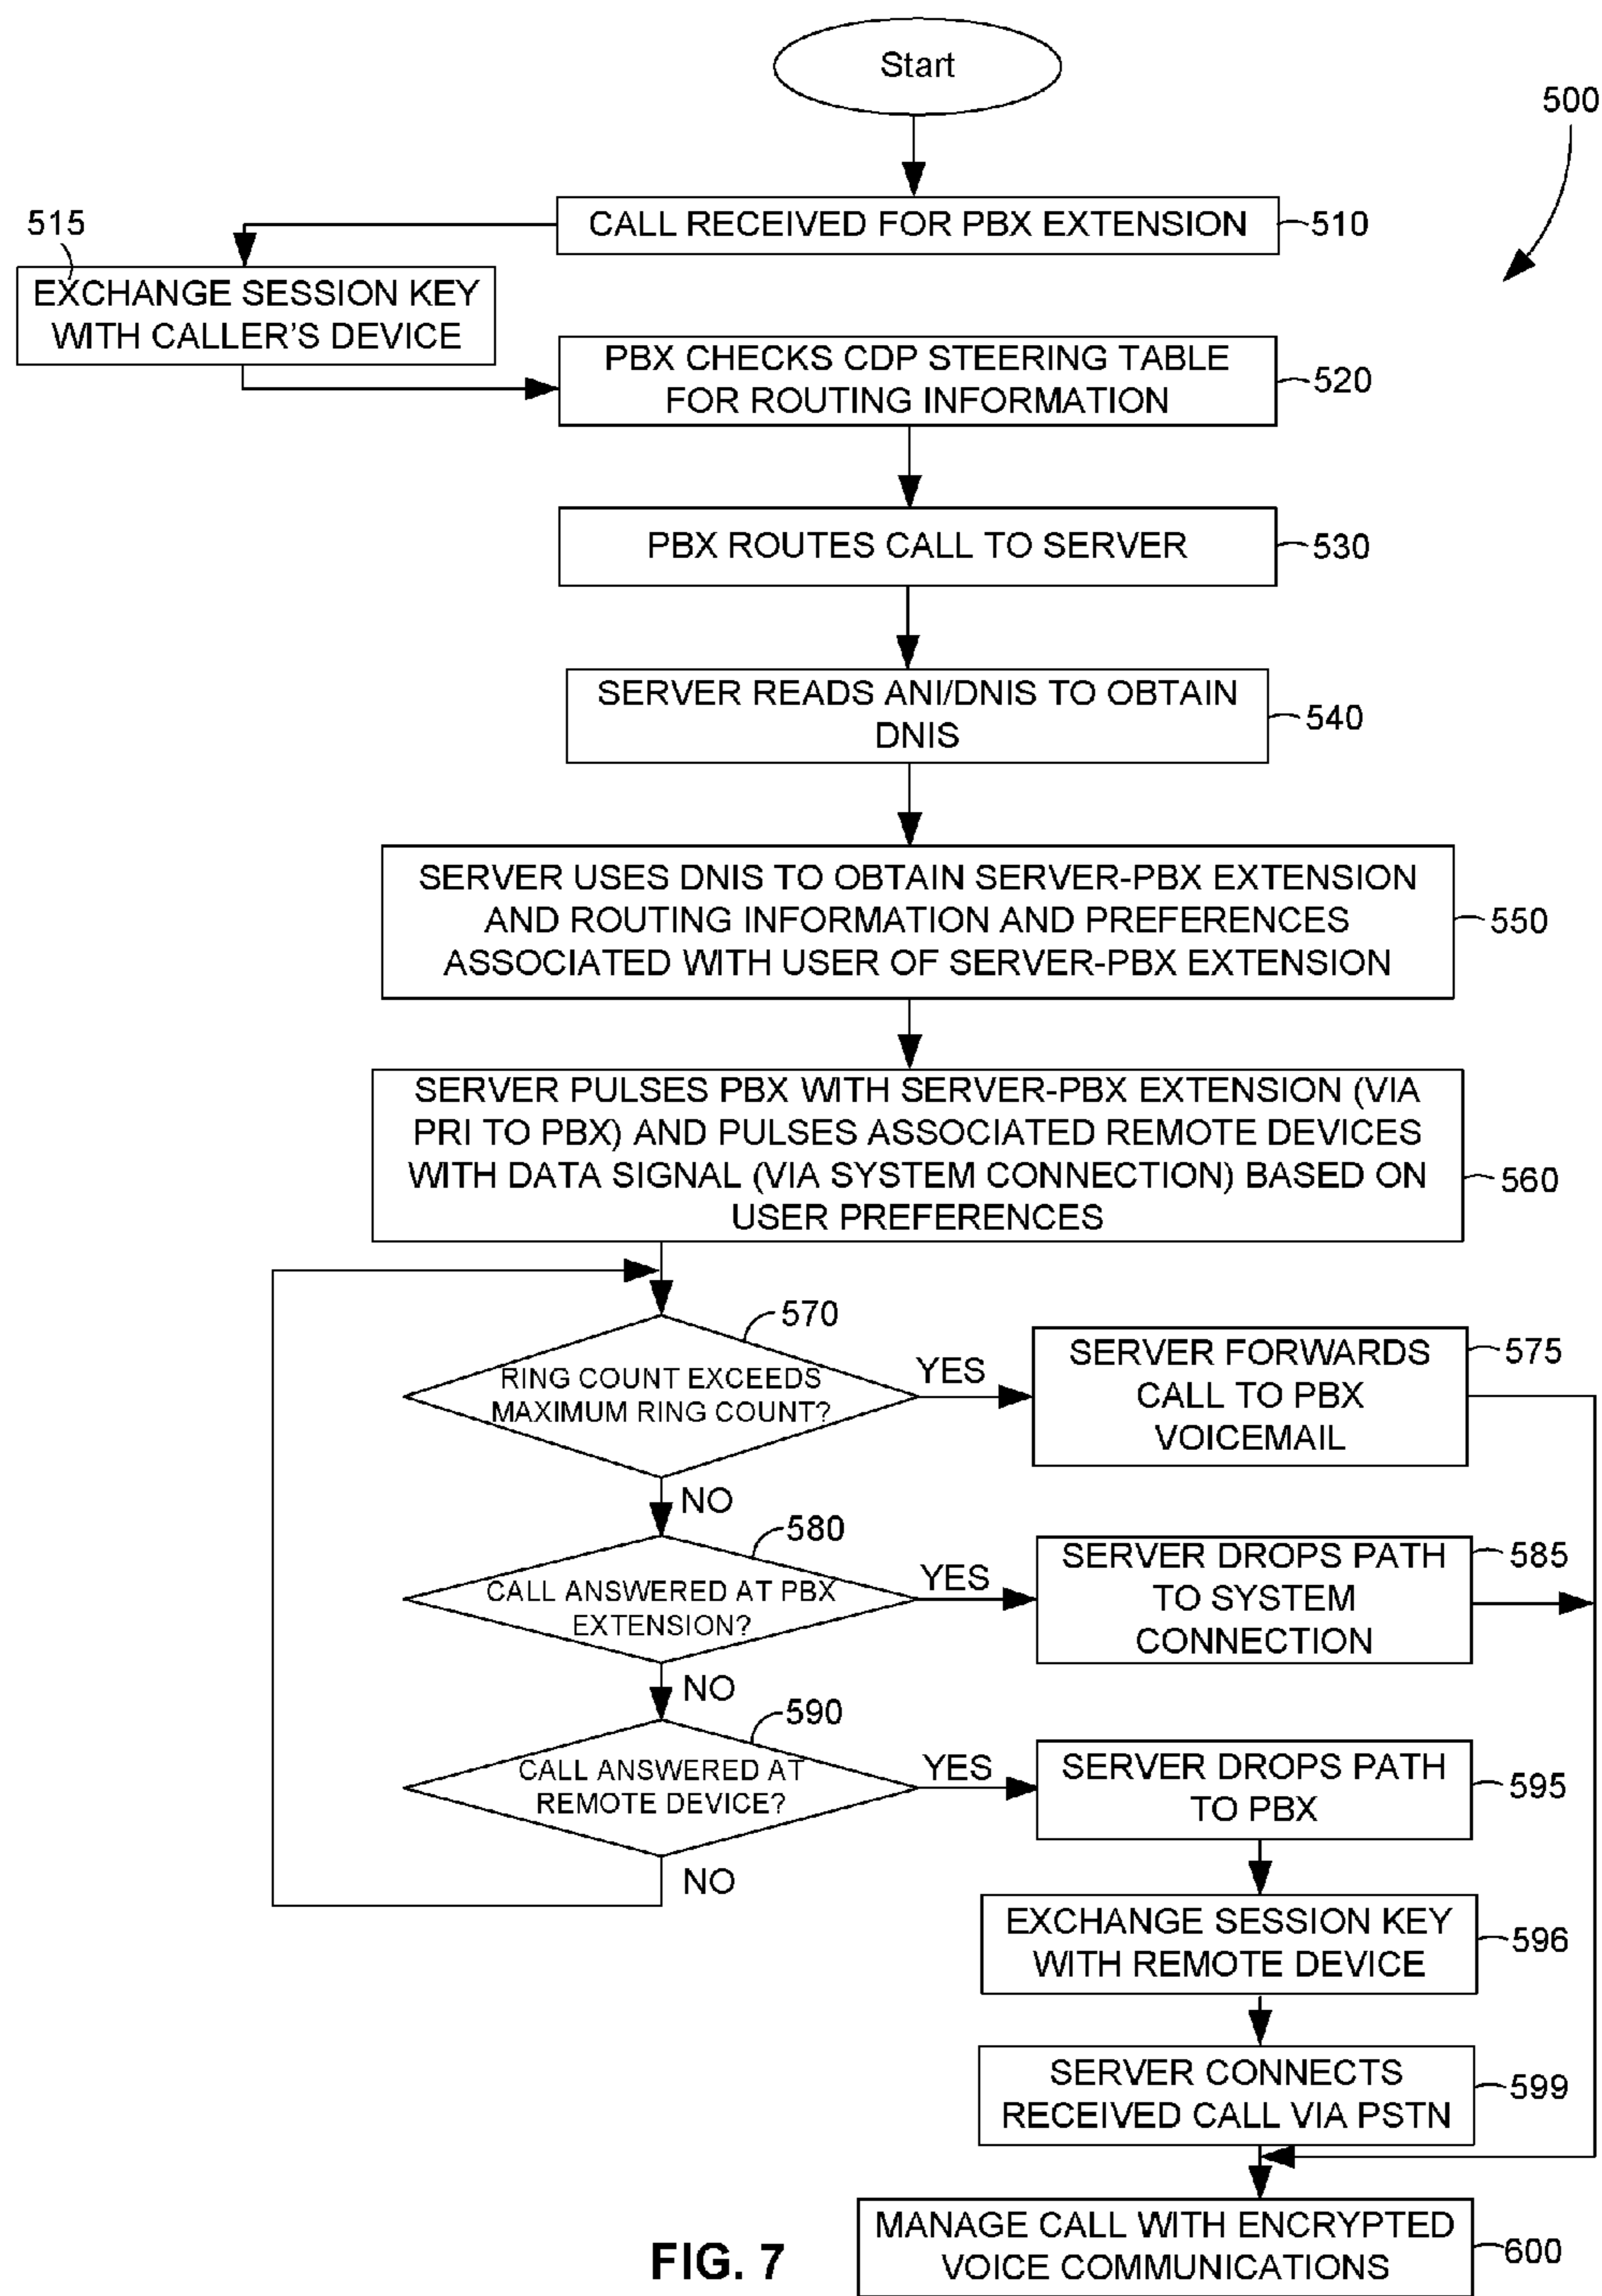 Start
500
CALL RECEIVED FOR PBX EXTENSION
510
515
EXCHANGE SESSION KEY
WITH CALLER'S DEVICE
PBX CHECKS CDP STEERING TABLE
FOR ROUTING INFORMATION
520
PBX ROUTES CALL TO SERVER
530
SERVER READS ANI/DNIS TO OBTAIN
DNIS
540
SERVER USES DNIS TO OBTAIN SERVER-PBX EXTENSION
AND ROUTING INFORMATION AND PREFERENCES
ASSOCIATED WITH USER OF SERVER-PBX EXTENSION
550
SERVER PULSES PBX WITH SERVER-PBX EXTENSION (VIA
PRI TO PBX) AND PULSES ASSOCIATED REMOTE DEVICES
WITH DATA SIGNAL (VIA SYSTEM CONNECTION) BASED ON
USER PREFERENCES
560
570
RING COUNT EXCEEDS
MAXIMUM RING COUNT?
YES
SERVER FORWARDS
CALL TO PBX
VOICEMAIL
575
NO
580
CALL ANSWERED AT PBX
EXTENSION?
YES
SERVER DROPS PATH
TO SYSTEM
CONNECTION
585
NO
590
CALL ANSWERED AT
REMOTE DEVICE?
YES
SERVER DROPS PATH
TO PBX
595
NO
EXCHANGE SESSION KEY
WITH REMOTE DEVICE
596
SERVER CONNECTS
RECEIVED CALL VIA PSTN
599
MANAGE CALL WITH ENCRYPTED
VOICE COMMUNICATIONS
600
FIG. 7